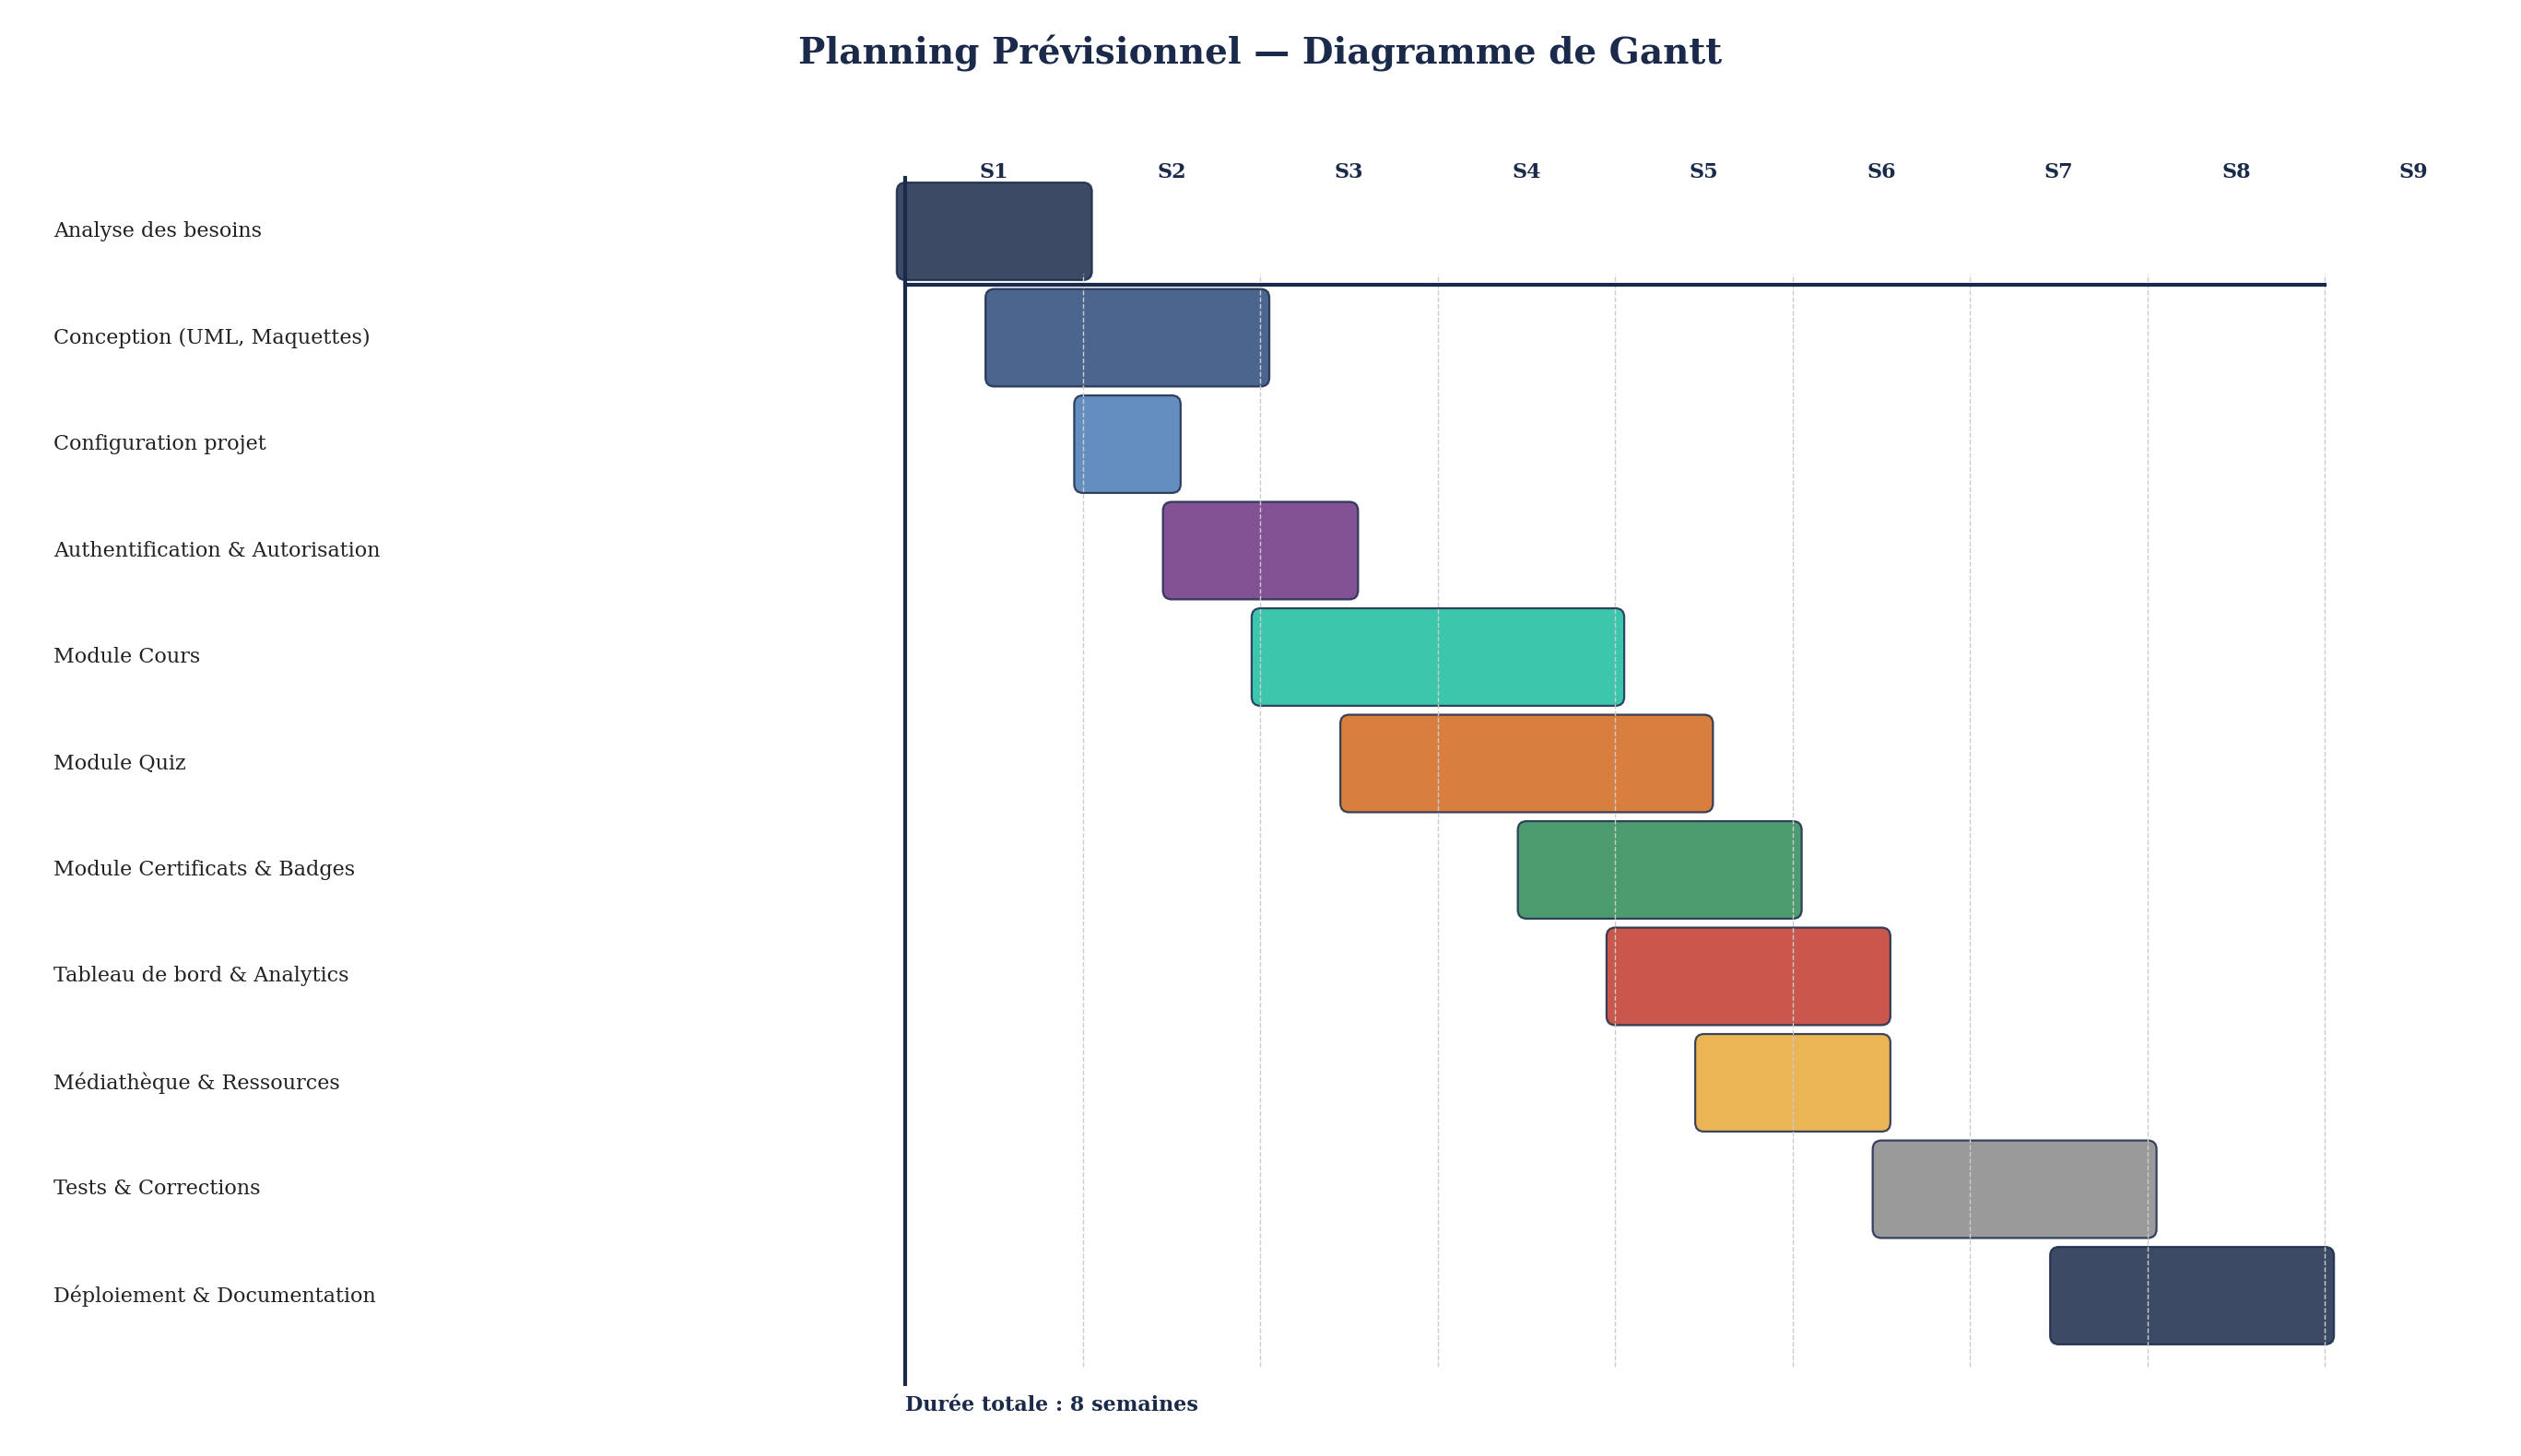 Planning Prévisionnel — Diagramme de Gantt
S1 S2 S3 S4 S5 S6 S7 S8 S9
Analyse des besoins
Conception (UML, Maquettes)
Configuration projet
Authentification & Autorisation
Module Cours
Module Quiz
Module Certificats & Badges
Tableau de bord & Analytics
Médiathèque & Ressources
Tests & Corrections
Déploiement & Documentation
Durée totale : 8 semaines